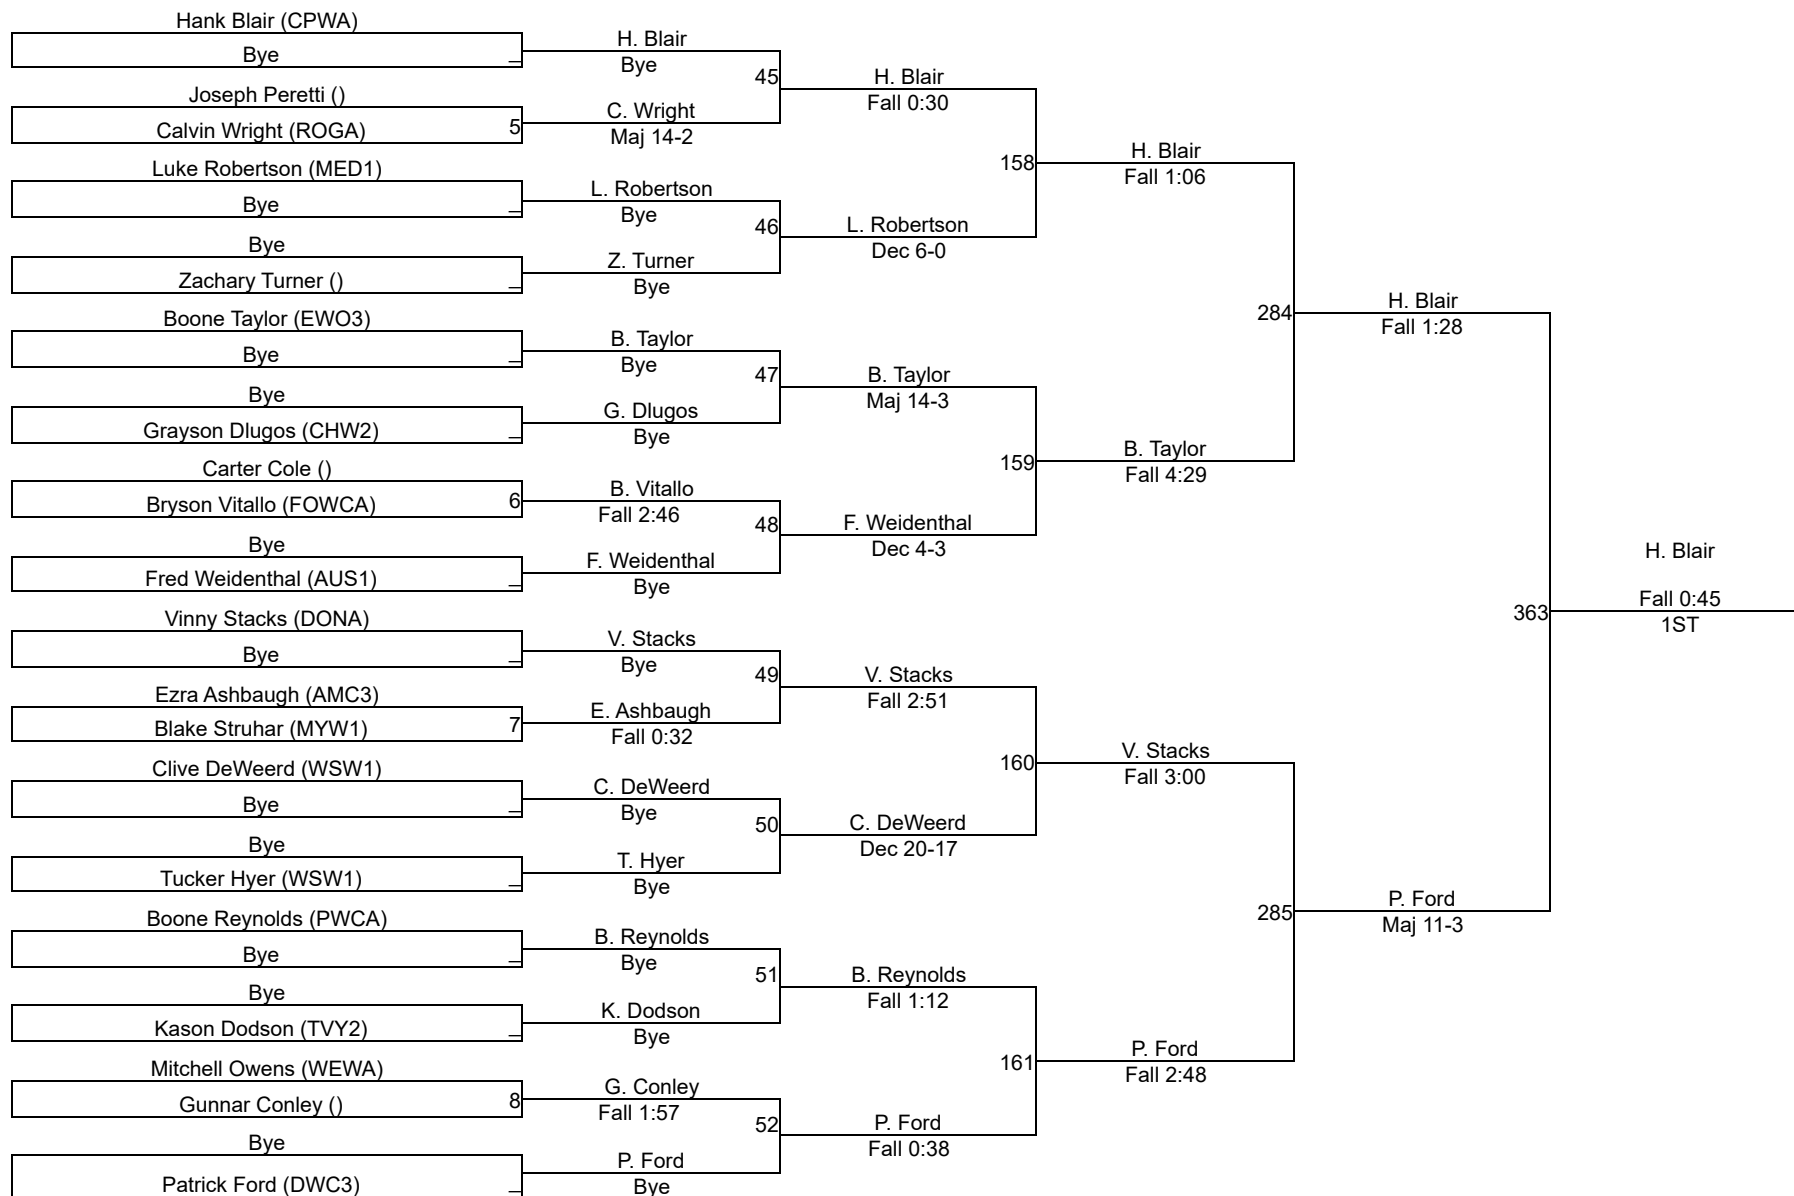 Hank Blair (CPWA)
Bye
H. Blair
Bye
45
Joseph Peretti ()
Calvin Wright (ROGA)
5
C. Wright
Maj 14-2
H. Blair
Fall 0:30
Luke Robertson (MED1)
Bye
L. Robertson
Bye
46
Bye
Zachary Turner ()
Z. Turner
Bye
L. Robertson
Dec 6-0
158
H. Blair
Fall 1:06
Boone Taylor (EWO3)
Bye
B. Taylor
Bye
47
Bye
Grayson Dlugos (CHW2)
G. Dlugos
Bye
B. Taylor
Maj 14-3
Carter Cole ()
Bryson Vitallo (FOWCA)
6
B. Vitallo
Fall 2:46
48
Bye
Fred Weidenthal (AUS1)
F. Weidenthal
Bye
F. Weidenthal
Dec 4-3
159
B. Taylor
Fall 4:29
284
H. Blair
Fall 1:28
Vinny Stacks (DONA)
Bye
V. Stacks
Bye
49
Ezra Ashbaugh (AMC3)
Blake Struhar (MYW1)
7
E. Ashbaugh
Fall 0:32
V. Stacks
Fall 2:51
Clive DeWeerd (WSW1)
Bye
C. DeWeerd
Bye
50
Bye
Tucker Hyer (WSW1)
T. Hyer
Bye
C. DeWeerd
Dec 20-17
160
V. Stacks
Fall 3:00
Boone Reynolds (PWCA)
Bye
B. Reynolds
Bye
51
Bye
Kason Dodson (TVY2)
K. Dodson
Bye
B. Reynolds
Fall 1:12
Mitchell Owens (WEWA)
Gunnar Conley ()
8
G. Conley
Fall 1:57
52
Bye
Patrick Ford (DWC3)
P. Ford
Bye
P. Ford
Fall 0:38
161
P. Ford
Fall 2:48
285
P. Ford
Maj 11-3
363
H. Blair
Fall 0:45
1ST